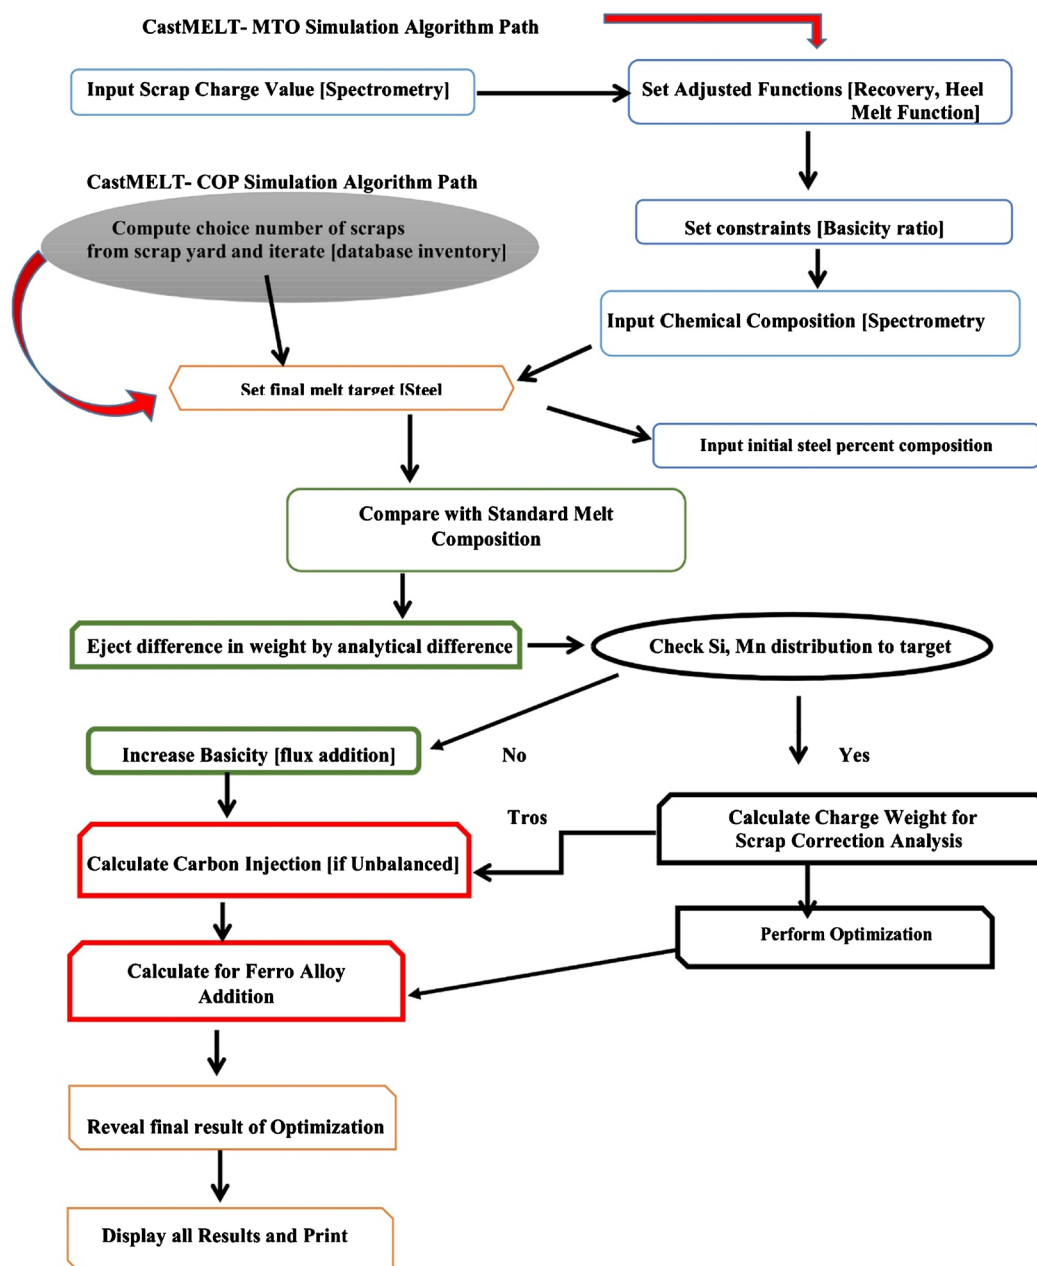 CastMELT- MTO Simulation Algorithm Path
Input Scrap Charge Value [Spectrometry]
Set Adjusted Functions [Recovery, Heel
Melt Function]
CastMELT- COP Simulation Algorithm Path
Compute choice number of scraps
from scrap yard and iterate [database inventory]
Set constraints [Basicity ratio]
Input Chemical Composition [Spectrometry
Set final melt target [Steel
Input initial steel percent composition
Compare with Standard Melt
Composition
Eject difference in weight by analytical difference
Check Si, Mn distribution to target
Increase Basicity [flux addition]
No
Yes
Tros
Calculate Charge Weight for
Scrap Correction Analysis
Calculate Carbon Injection [if Unbalanced]
Perform Optimization
Calculate for Ferro Alloy
Addition
Reveal final result of Optimization
Display all Results and Print